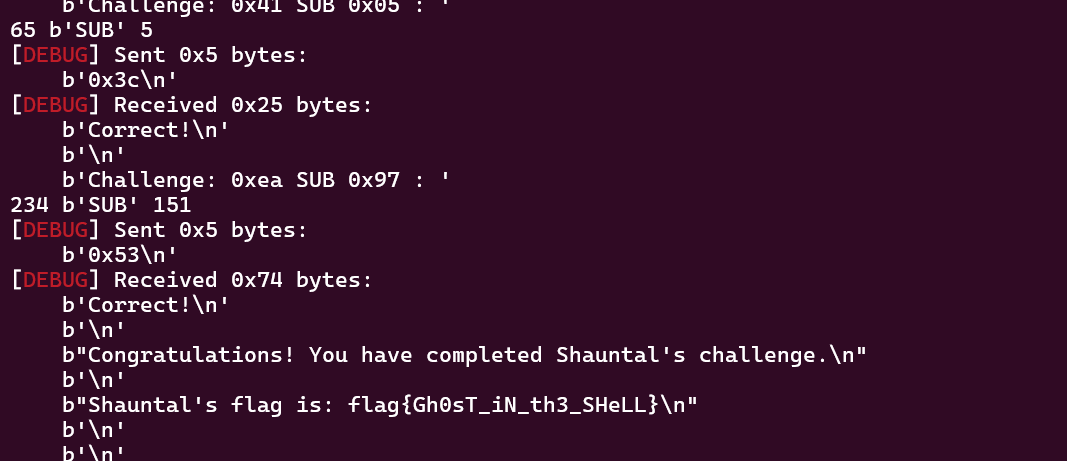 b'Challenge: 0x41 SUB 0x05 : '
65 b'SUB' 5
[DEBUG] Sent 0x5 bytes:
b'0x3c\n'
[DEBUG] Received 0x25 bytes:
b'Correct!\n'
b'\n'
b'Challenge: 0xea SUB 0x97 : '
234 b'SUB' 151
[DEBUG] Sent 0x5 bytes:
b'0x53\n'
[DEBUG] Received 0x74 bytes:
b'Correct!\n'
b'\n'
b"Congratulations! You have completed Shauntal's challenge.\n"
b'\n'
b"Shauntal's flag is: flag{Gh0sT_iN_th3_SHeLL}\n"
b'\n'
b'\n'